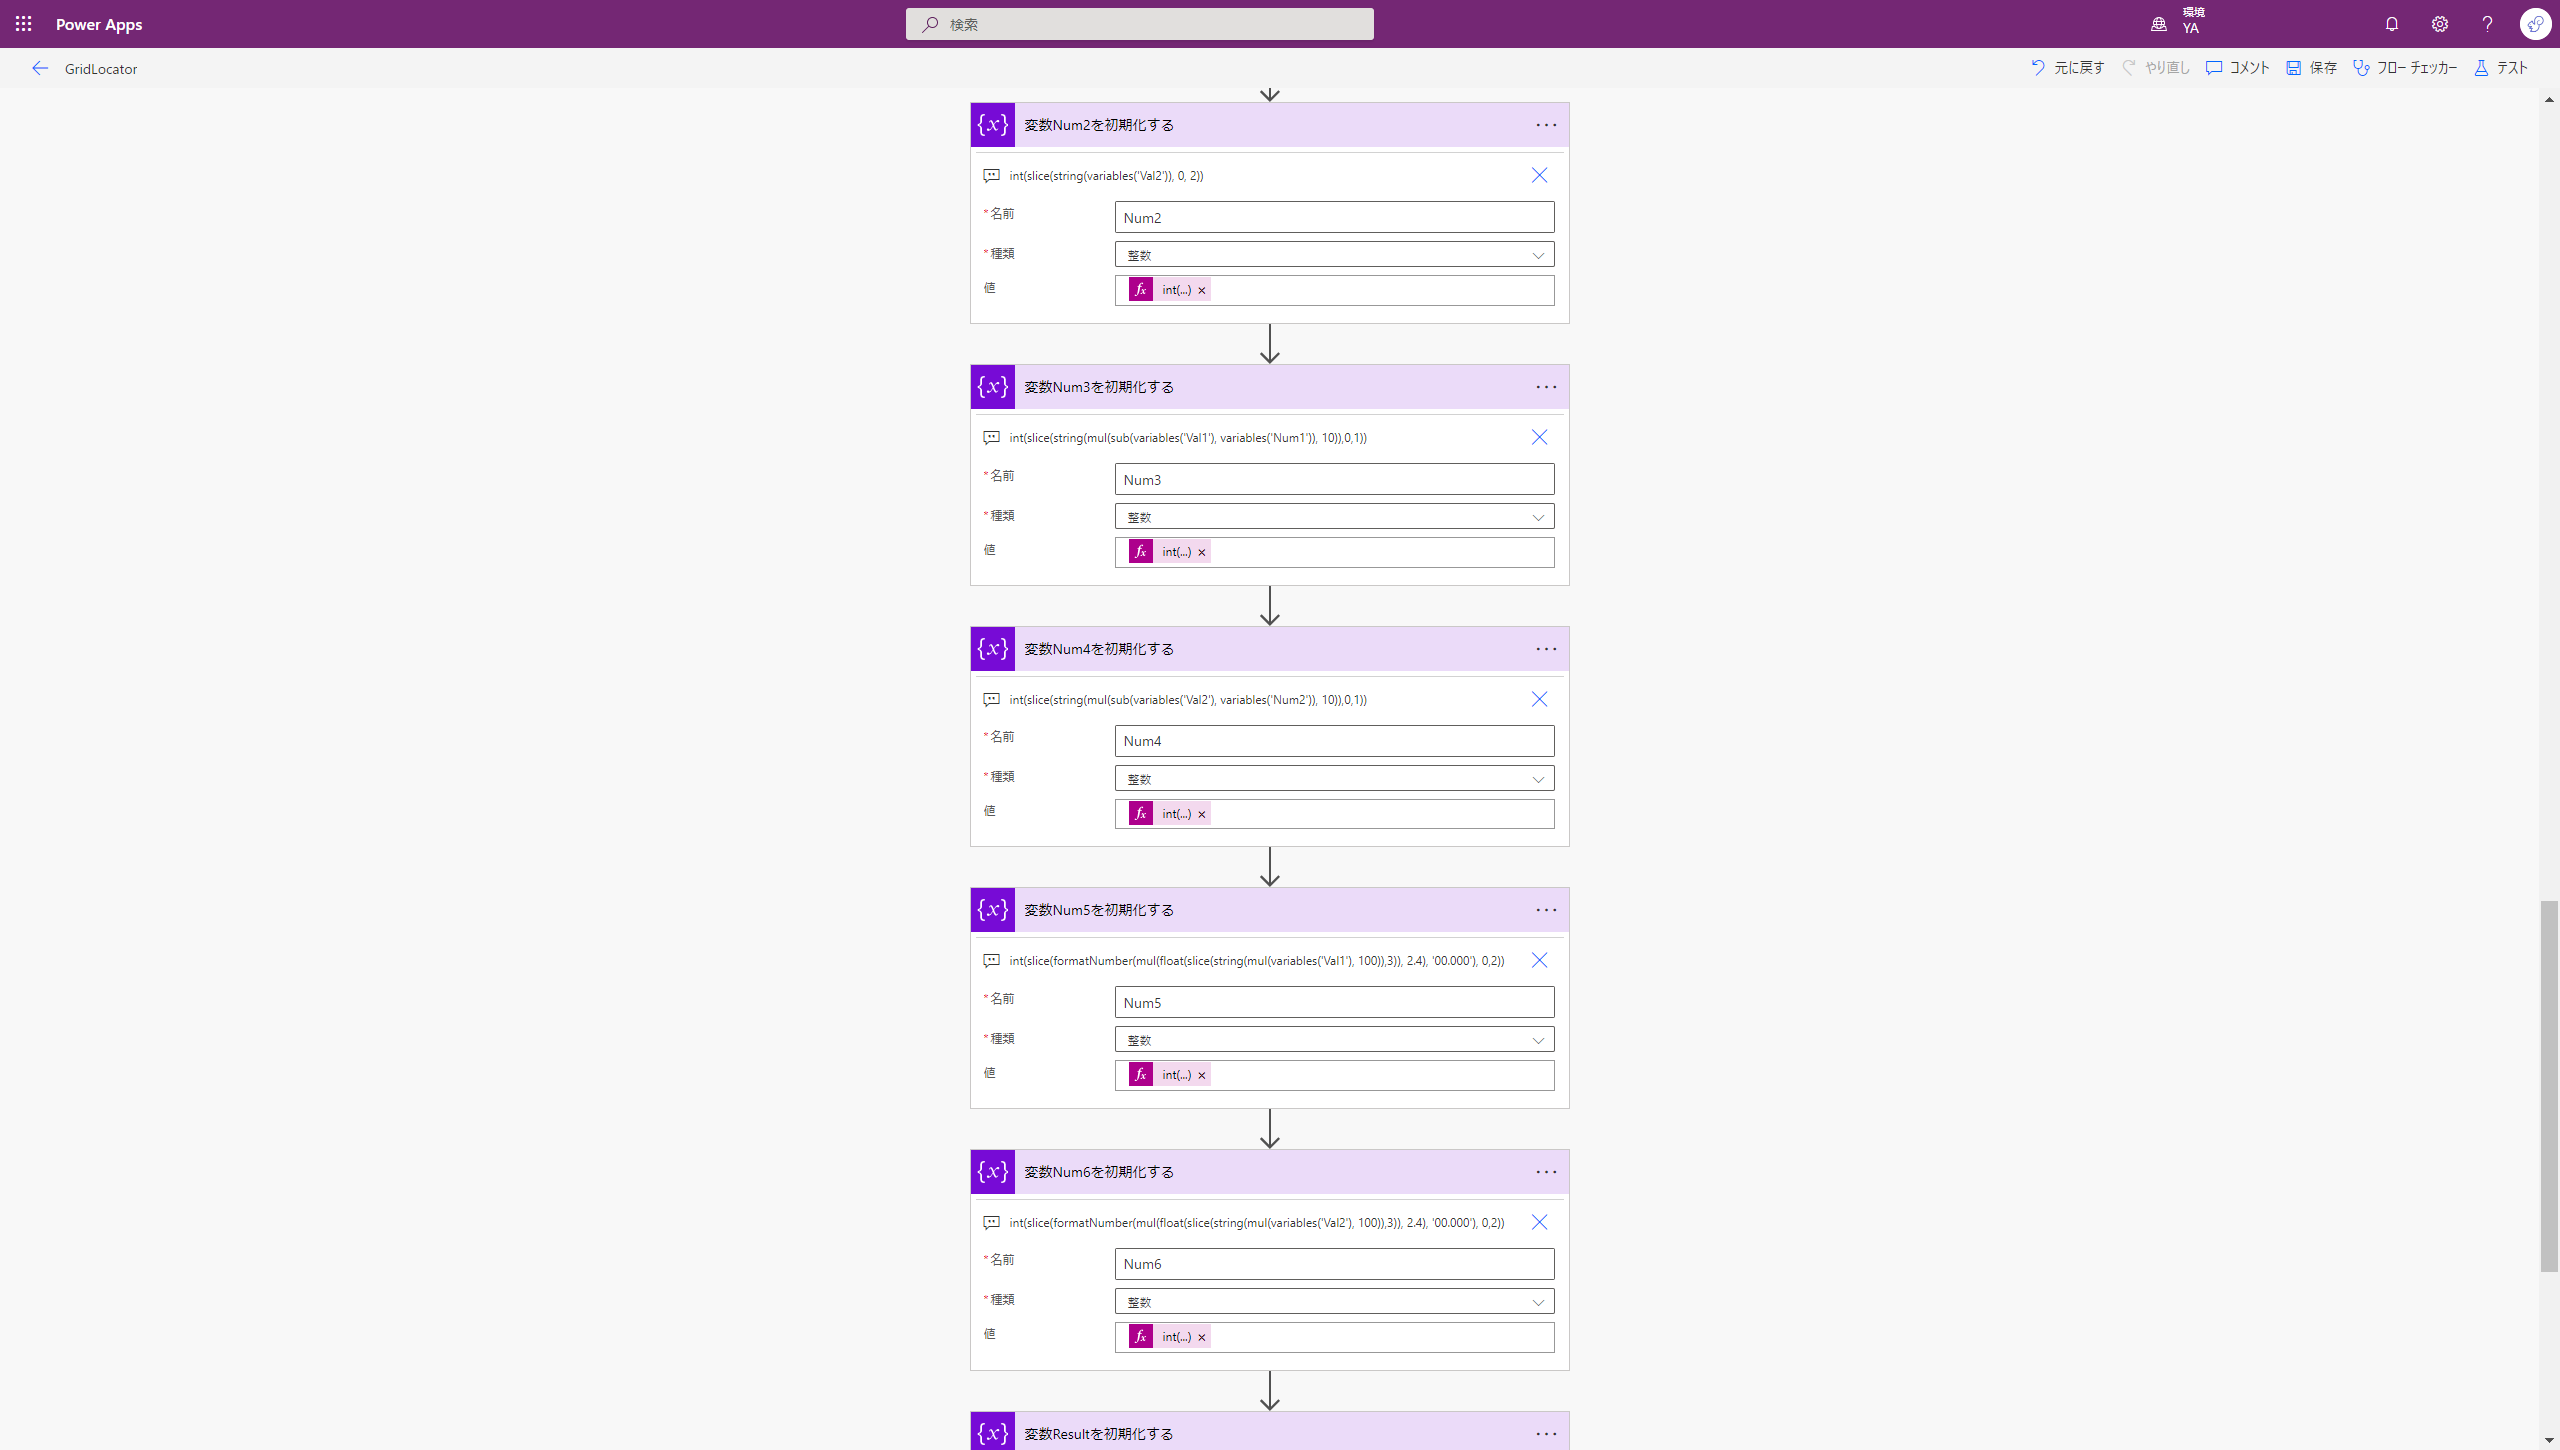 Power Apps
検索
環境
YA
GridLocator
元に戻す
やり直し
コメント
保存
フロー チェッカー
テスト
{x} 変数Num2を初期化する
int(slice(string(variables('Val2')), 0, 2))
*名前
Num2
*種類
整数
値
fx int(...) ×
{x} 変数Num3を初期化する
int(slice(string(mul(sub(variables('Val1'), variables('Num1')), 10)),0,1))
*名前
Num3
*種類
整数
値
fx int(...) ×
{x} 変数Num4を初期化する
int(slice(string(mul(sub(variables('Val2'), variables('Num2')), 10)),0,1))
*名前
Num4
*種類
整数
値
fx int(...) ×
{x} 変数Num5を初期化する
int(slice(formatNumber(mul(float(slice(string(mul(variables('Val1'), 100)),3)), 2.4), '00.000'), 0,2))
*名前
Num5
*種類
整数
値
fx int(...) ×
{x} 変数Num6を初期化する
int(slice(formatNumber(mul(float(slice(string(mul(variables('Val2'), 100)),3)), 2.4), '00.000'), 0,2))
*名前
Num6
*種類
整数
値
fx int(...) ×
{x} 変数Resultを初期化する